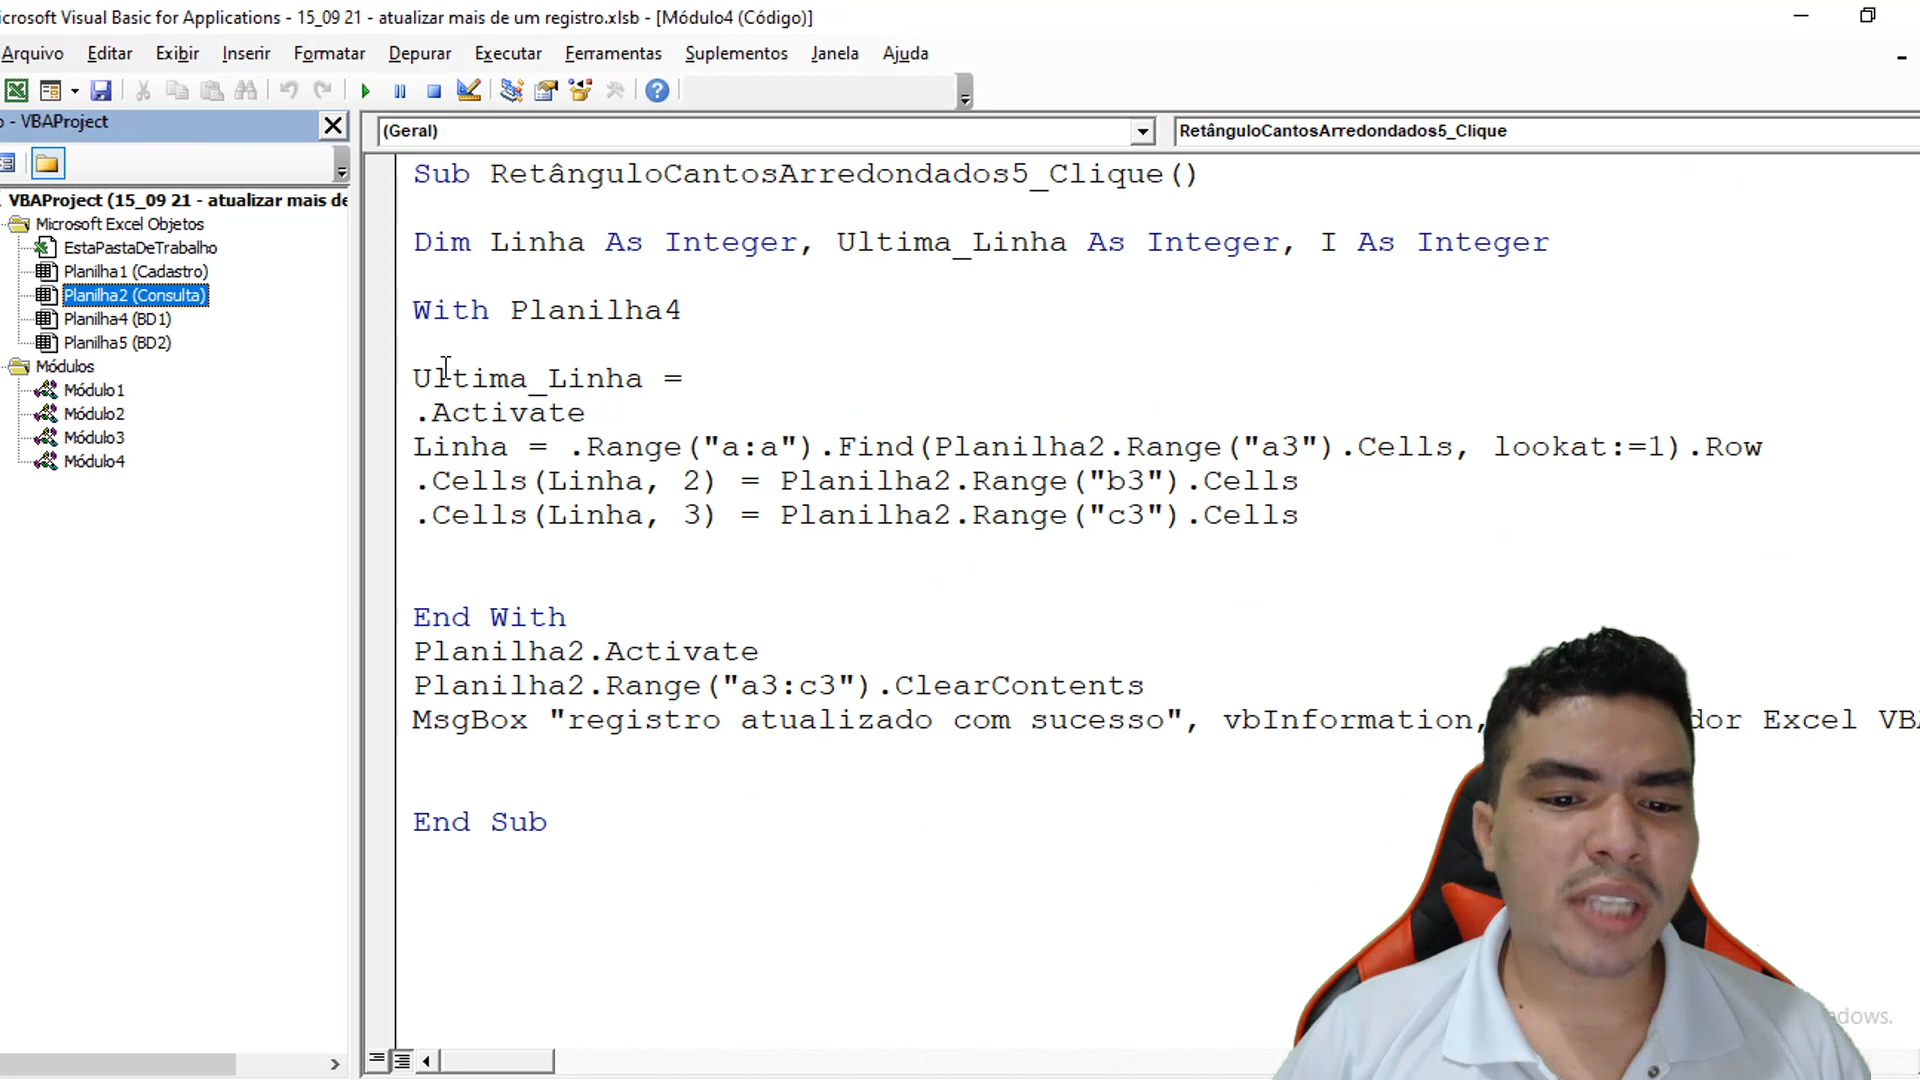 icrosoft Visual Basic for Applications - 15_09 21 - atualizar mais de um registro.xlsb - [Módulo4 (Código)]
Arquivo Editar Exibir Inserir Formatar Depurar Executar Ferramentas Suplementos Janela Ajuda
o - VBAProject
(Geral)
RetânguloCantosArredondados5_Clique
VBAProject (15_09 21 - atualizar mais de
Microsoft Excel Objetos
EstaPastaDeTrabalho
Planilha1 (Cadastro)
Planilha2 (Consulta)
Planilha4 (BD1)
Planilha5 (BD2)
Módulos
Módulo1
Módulo2
Módulo3
Módulo4
Sub RetânguloCantosArredondados5_Clique()
Dim Linha As Integer, Ultima_Linha As Integer, I As Integer
With Planilha4
Ultima_Linha =
.Activate
Linha = .Range("a:a").Find(Planilha2.Range("a3").Cells, lookat:=1).Row
.Cells(Linha, 2) = Planilha2.Range("b3").Cells
.Cells(Linha, 3) = Planilha2.Range("c3").Cells
End With
Planilha2.Activate
Planilha2.Range("a3:c3").ClearContents
MsgBox "registro atualizado com sucesso", vbInformation, dor Excel VBA
End Sub
dows.